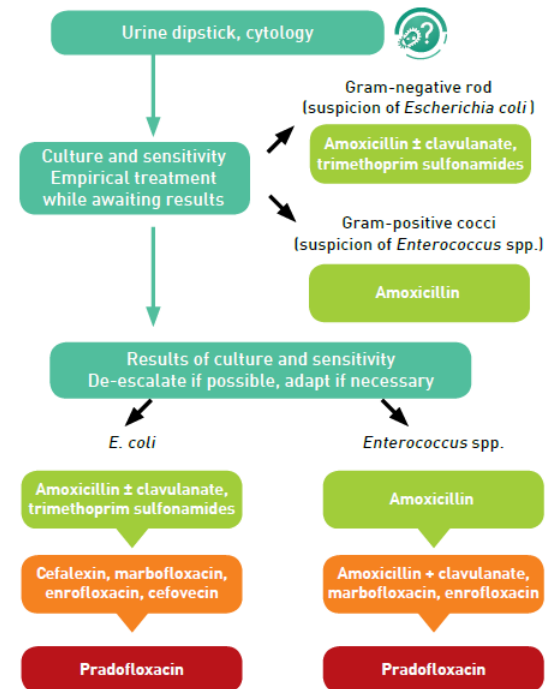 Urine dipstick, cytology
?
Gram-negative rod
(suspicion of Escherichia coli )
Amoxicillin ± clavulanate,
trimethoprim sulfonamides
Culture and sensitivity
Empirical treatment
while awaiting results
Gram-positive cocci
(suspicion of Enterococcus spp.)
Amoxicillin
Results of culture and sensitivity
De-escalate if possible, adapt if necessary
E. coli
Amoxicillin ± clavulanate,
trimethoprim sulfonamides
Cefalexin, marbofloxacin,
enrofloxacin, cefovecin
Pradofloxacin
Enterococcus spp.
Amoxicillin
Amoxicillin + clavulanate,
marbofloxacin, enrofloxacin
Pradofloxacin